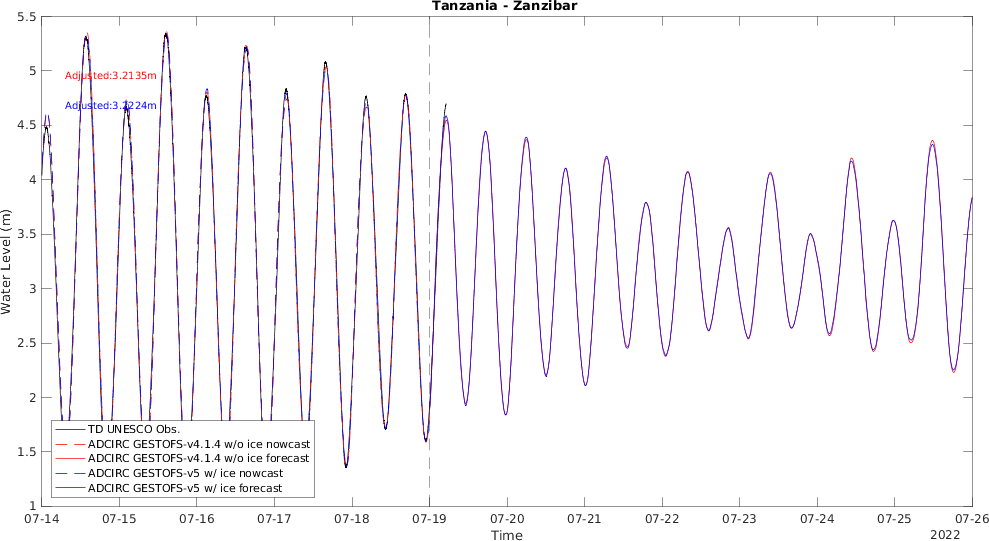 Tanzania - Zanzibar
5.5
5
4.5
4
3.5
3
2.5
2
1.5
1
Water Level (m)
Adjusted:3.2135m
Adjusted:3.2224m
TD UNESCO Obs.
ADCIRC GESTOFS-v4.1.4 w/o ice nowcast
ADCIRC GESTOFS-v4.1.4 w/o ice forecast
ADCIRC GESTOFS-v5 w/ ice nowcast
ADCIRC GESTOFS-v5 w/ ice forecast
07-14 07-15 07-16 07-17 07-18 07-19 07-20 07-21 07-22 07-23 07-24 07-25 07-26
Time
2022